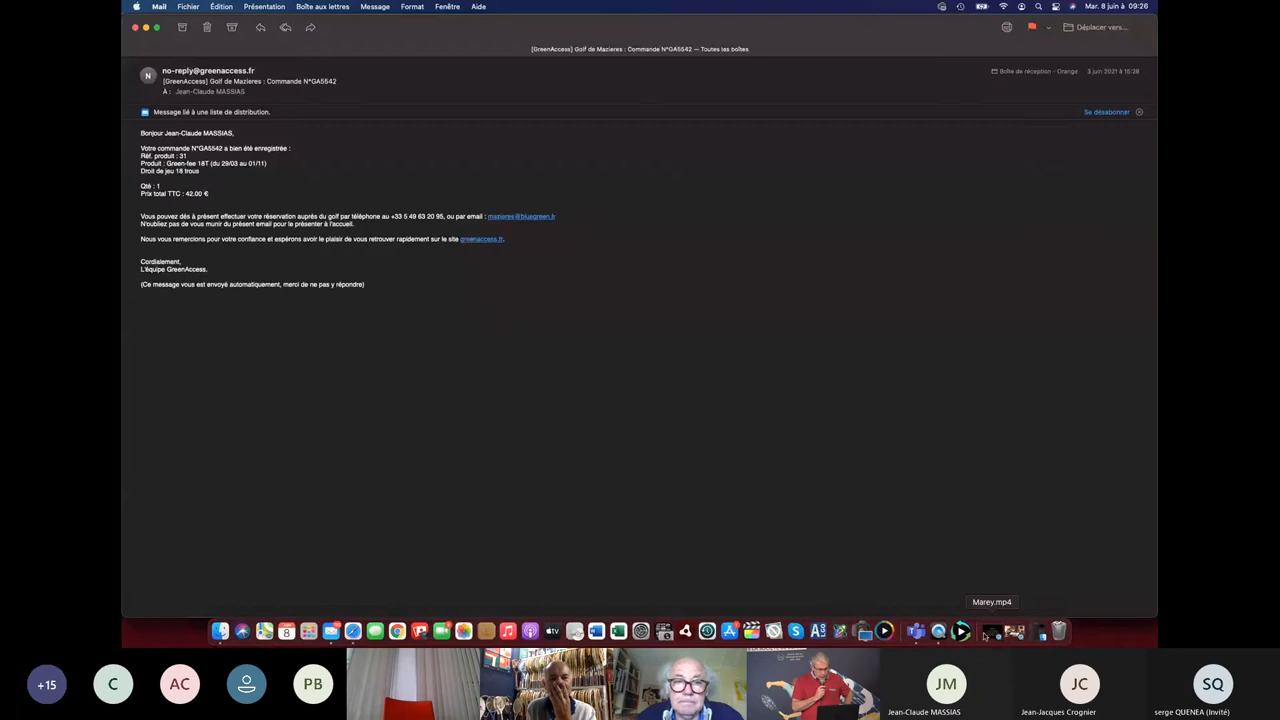 Mail Fichier Édition Présentation Boîte aux lettres Message Format Fenêtre Aide Mar. 8 juin à 09:26
Déplacer vers...
[GreenAccess] Golf de Mazieres : Commande N°GA5542 — Toutes les boîtes
N
no-reply@greenaccess.fr
[GreenAccess] Golf de Mazieres : Commande N°GA5542
À : Jean-Claude MASSIAS
Boîte de réception - Orange 3 juin 2021 à 15:28
Message lié à une liste de distribution. Se désabonner
Bonjour Jean-Claude MASSIAS,
Votre commande N°GA5542 a bien été enregistrée :
Réf. produit : 31
Produit : Green-fee 18T (du 29/03 au 01/11)
Droit de jeu 18 trous
Qté : 1
Prix total TTC : 42.00 €
Vous pouvez dès à présent effectuer votre réservation auprès du golf par téléphone au +33 5 49 63 20 95, ou par email : mazieres@bluegreen.fr
N'oubliez pas de vous munir du présent email pour le présenter à l'accueil.
Nous vous remercions pour votre confiance et espérons avoir le plaisir de vous retrouver rapidement sur le site greenaccess.fr.
Cordialement,
L'équipe GreenAccess.
(Ce message vous est envoyé automatiquement, merci de ne pas y répondre)
Marey.mp4
8
tv
+15 C AC PB JM JC SQ
Jean-Claude MASSIAS Jean-Jacques Crognier serge QUENEA (Invité)